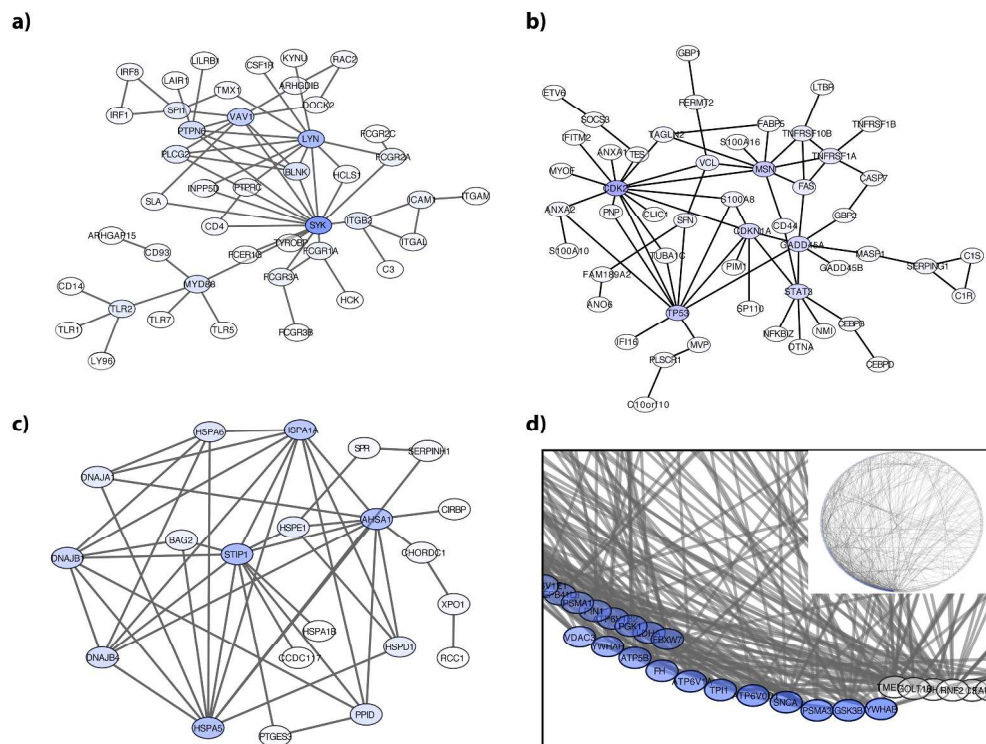 a)
LILRB1
KYNU
CSF1R
RAC2
IRF8
LAIR1
TMX1
ARHGDIB
DOCK2
IRF1
SPI1
VAV1
PTPN6
LYN
FCGR2C
PLCG2
FCGR2A
BLNK
HCLS1
INPP5D
PTPRC
SLA
ICAM1
ITGAM
CD4
SYK
ITGB2
ITGAL
ARHGAP15
TYROBP
CD93
FCER1G
FCGR1A
C3
CD14
MYD88
FCGR3A
TLR2
HCK
TLR1
TLR7
TLR5
FCGR3B
LY96
b)
GBP1
ETV6
LTBR
FERMT2
SOCS3
FABP5
TNFRSF1B
IFITM2
TAGLN2
TNFRSF10B
S100A16
ANXA1
TES
VCL
MSN
TNFRSF1A
CDK2
FAS
CASP7
ANXA2
PNP
CLIC1
S100A8
SFN
CD44
GBP2
S100A10
CDKN1A
GADD45A
TUBA1C
MASP1
C1S
FAM189A2
PIM1
GADD45B
SERPING1
ANO6
STAT3
C1R
TP53
SP110
NFKBIZ
NMI
CEBPB
IFI16
MVP
DTNA
PLSCR1
CEBPD
C10orf10
c)
HSPA6
SPR
SERPINH1
DNAJA1
AHSA1
CIRBP
HSPE1
BAG2
DNAJB1
STIP1
CHORDC1
XPO1
HSPA1B
HSPD1
DNAJB4
CCDC117
RCC1
PPID
HSPA5
PTGES3
d)
PSMA1
PIN1
PGK1
FBXW7
VDAC3
YWHAH
ATP5B
FH
ATP6V1A
TPI1
SNCA
PSMA3
GSK3B
YWHAB
RNF2